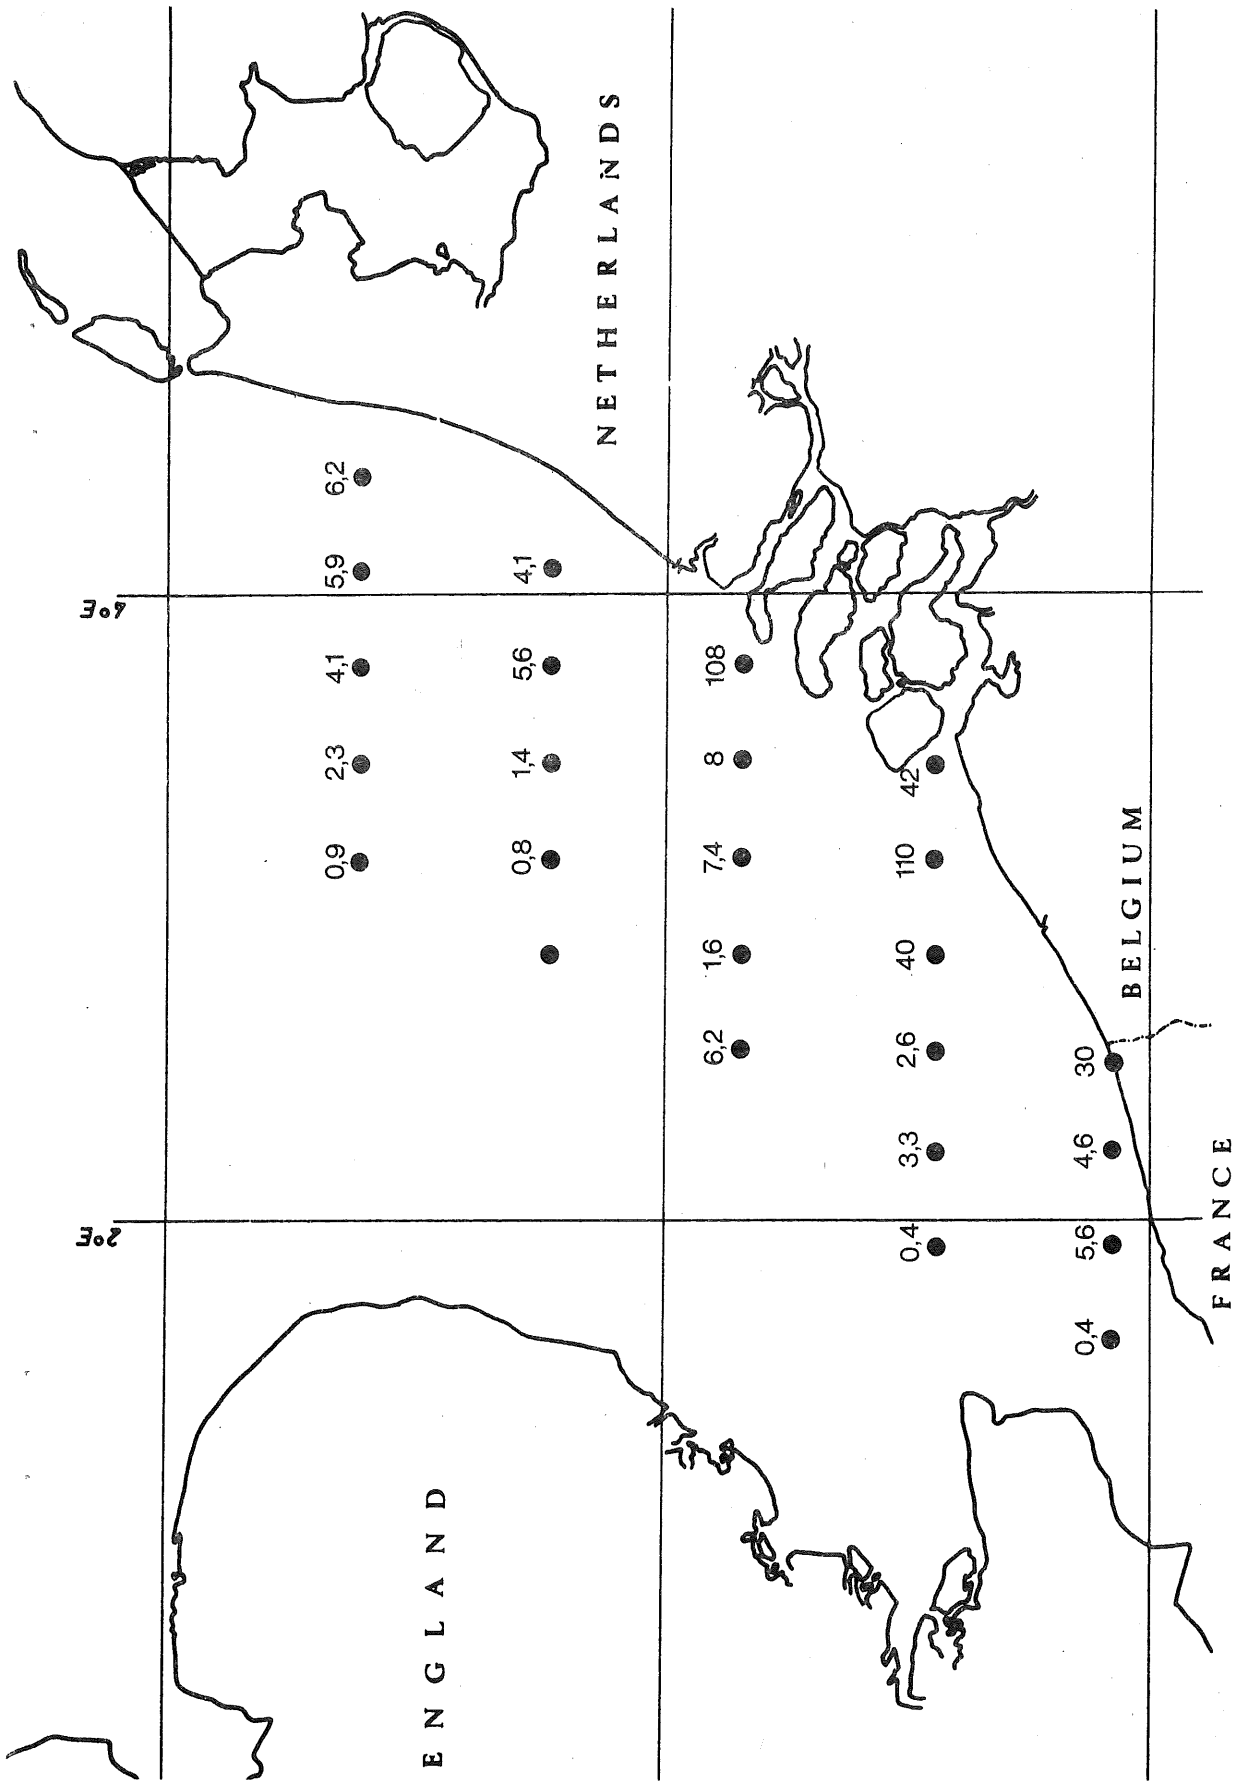 2°E 4°E
0,9 2,3 4,1 5,9 6,2
ENGLAND
0,8 1,4 5,6 4,1
NETHERLANDS
6,2 1,6 7,4 8 108
0,4 3,3 2,6 40 110 42
0,4 5,6 4,6 30
BELGIUM
FRANCE